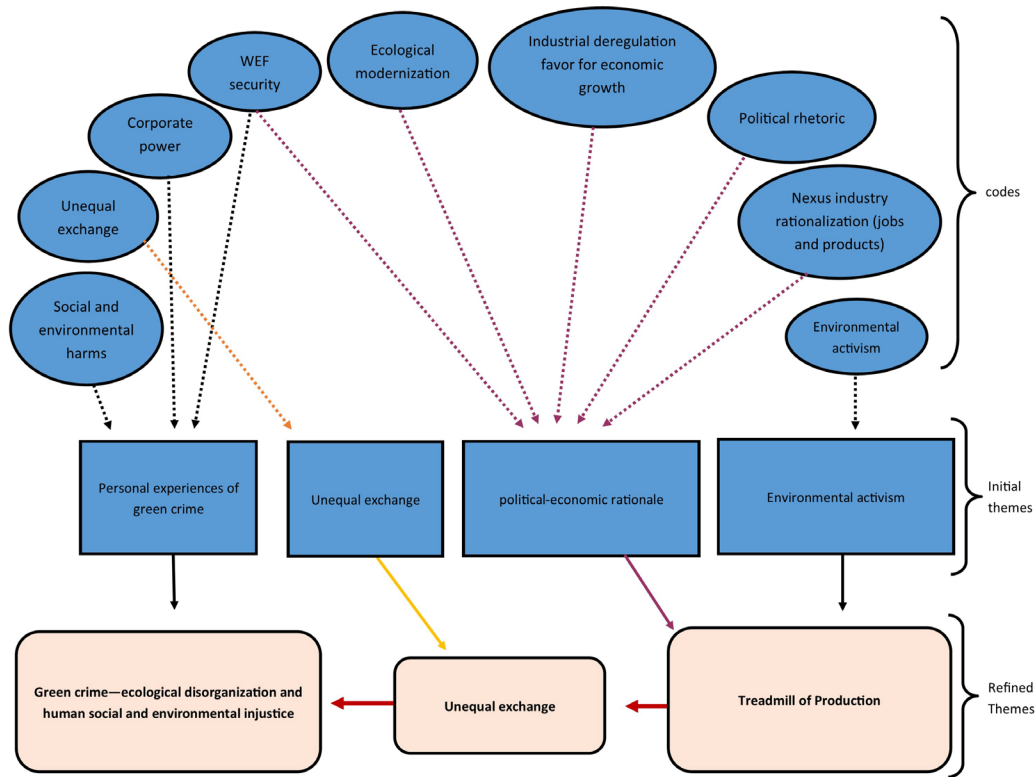 WEF
security
Ecological
modernization
Industrial deregulation
favor for economic
growth
Corporate
power
Political rhetoric
Unequal
exchange
Nexus industry
rationalization (jobs
and products)
codes
Social and
environmental
harms
Environmental
activism
Personal experiences of
green crime
Unequal exchange
political-economic rationale
Environmental activism
Initial
themes
Green crime—ecological disorganization and
human social and environmental injustice
Unequal exchange
Treadmill of Production
Refined
Themes